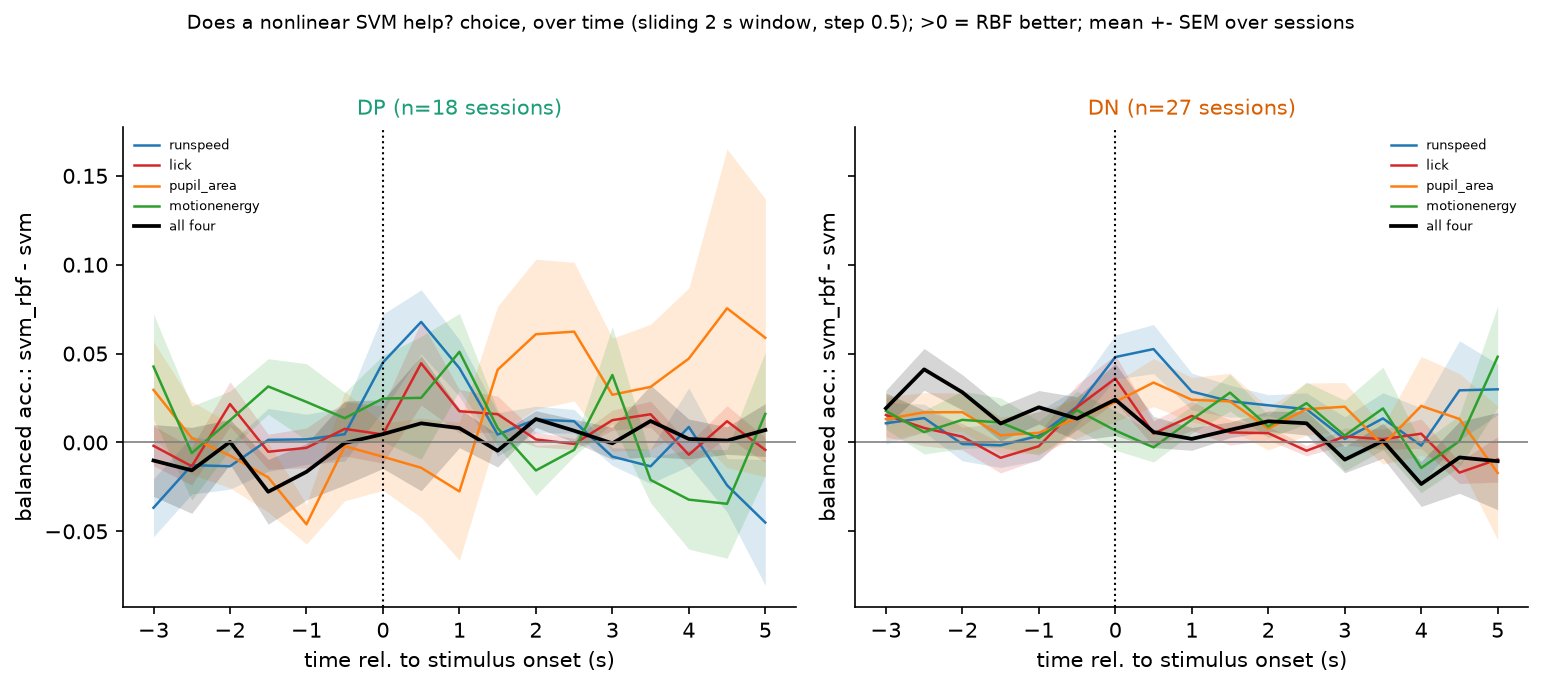 Does a nonlinear SVM help? choice, over time (sliding 2 s window, step 0.5); >0 = RBF better; mean +- SEM over sessions
DP (n=18 sessions)
runspeed
lick
pupil_area
motionenergy
all four
0.15
0.10
0.05
0.00
−0.05
balanced acc.: svm_rbf - svm
−3 −2 −1 0 1 2 3 4 5
time rel. to stimulus onset (s)
DN (n=27 sessions)
runspeed
lick
pupil_area
motionenergy
all four
balanced acc.: svm_rbf - svm
−3 −2 −1 0 1 2 3 4 5
time rel. to stimulus onset (s)